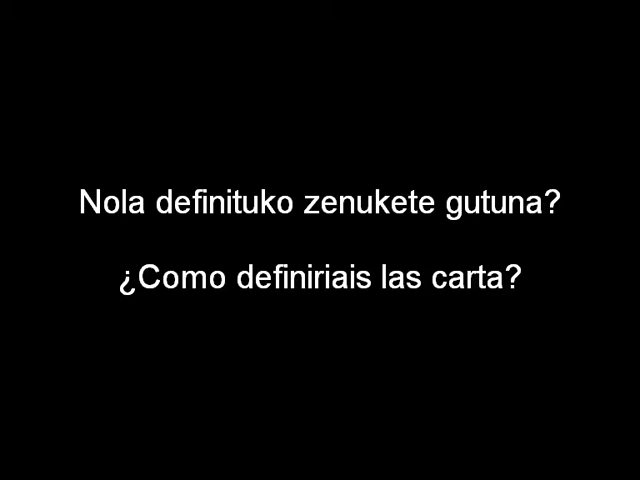 Nola definituko zenukete gutuna?
¿Como definiriais las carta?